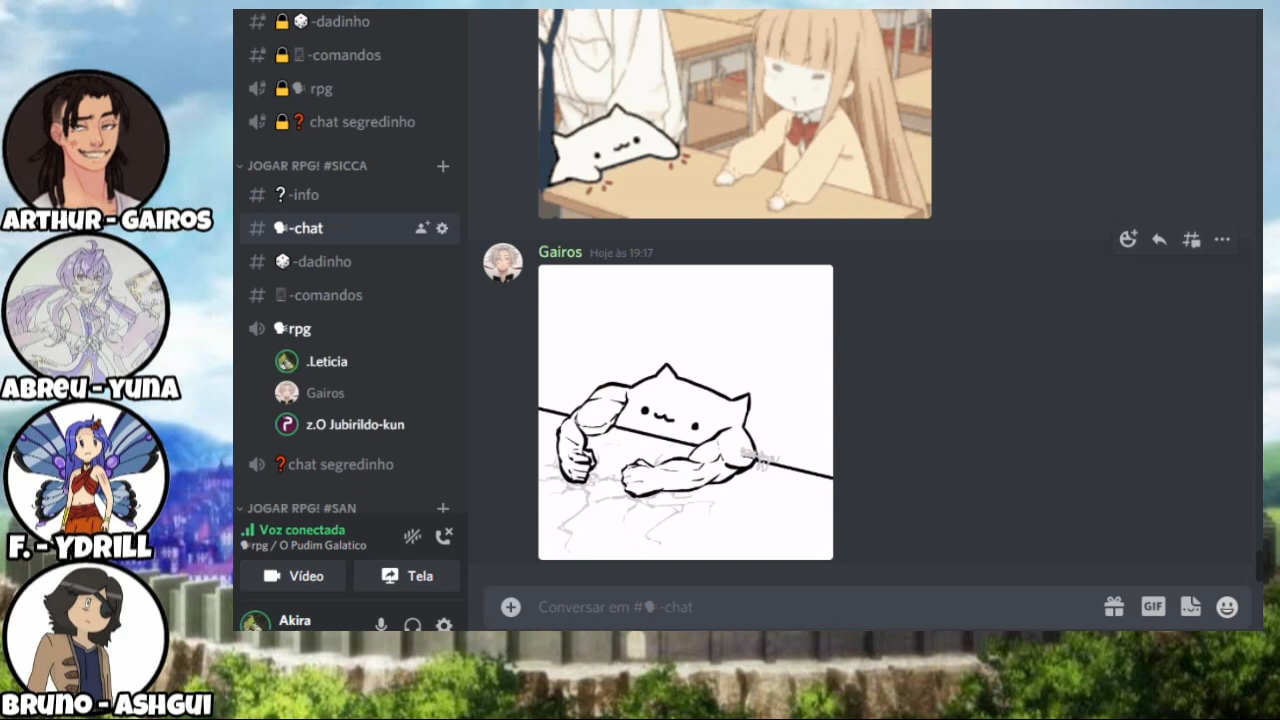 ARTHUR - GAIROS
ABREU - YUNA
F. - YDRILL
BRUNO - ASHGUI
-dadinho
-comandos
rpg
chat segredinho
JOGAR RPG! #SICCA
?-info
-chat
-dadinho
-comandos
rpg
.Leticia
Gairos
z.O Jubirildo-kun
chat segredinho
JOGAR RPG! #SAN
Voz conectada
rpg / O Pudim Galatico
Vídeo
Tela
Akira
Gairos Hoje às 19:17
Conversar em #-chat
GIF